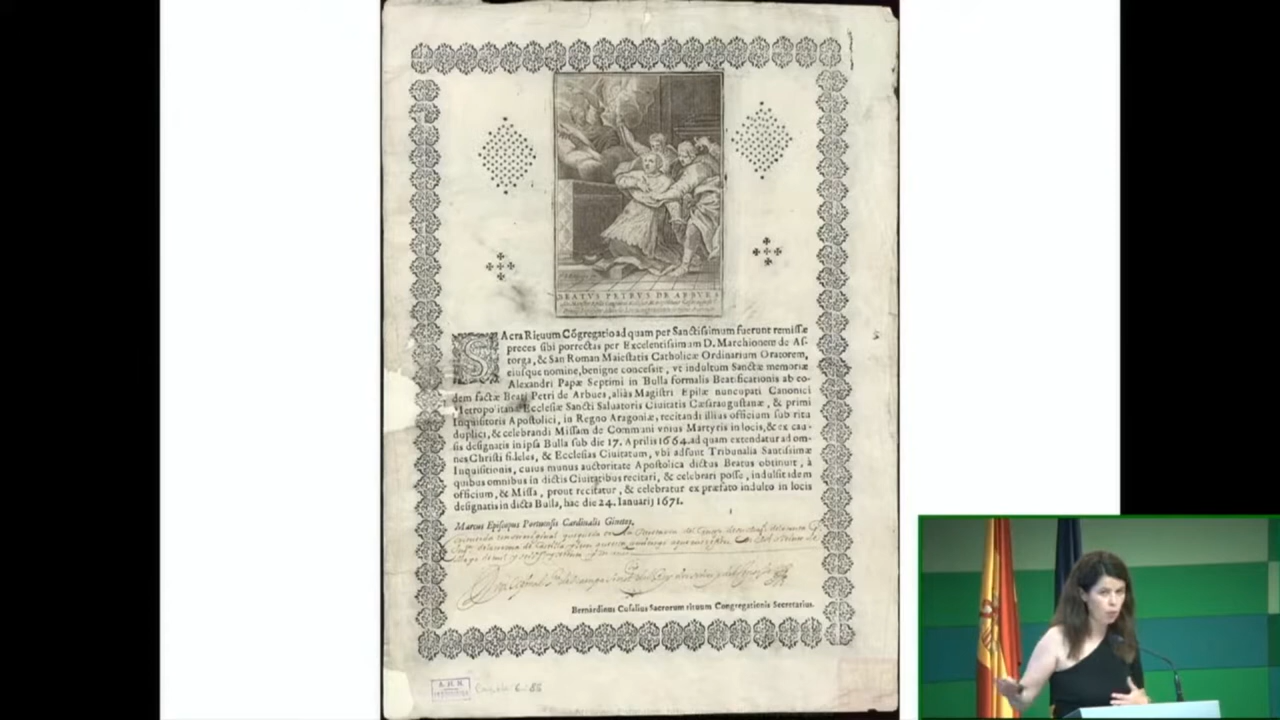 BEATVS PETRVS DE ARBVES
SAcra Rituum Cõgregatio ad quam per Sanctissimum fuerunt remissæ
preces sibi porrectas per Excelentissimum D. Marchionem de As-
torga, & San Roman Maiestatis Catholicæ Ordinarium Oratorem,
eiusque nomine, benigne concessit, vt indultum Sanctæ memoriæ
Alexandri Papæ Septimi in Bulla formalis Beatificationis ab eo-
dem factæ Beati Petri de Arbues, aliàs Magistri Epilæ nuncupati Canonici
Metropolitanæ Ecclesiæ Sancti Saluatoris Ciuitatis Cæsraugustanæ, & primi
Inquisitoris Apostolici, in Regno Aragoniæ, recitandi illius officium sub ritu
duplici, & celebrandi Missam de Communi vnius Martyris in locis, & ex cau-
sis designatis in ipsa Bulla sub die 17. Aprilis 1664. ad quam extendatur ad om-
nes Christi fideles, & Ecclesias Ciuitatum, vbi adsunt Tribunalia Santissimæ
Inquisitionis, cuius munus auctoritate Apostolica dictus Beatus obtinuit, à
quibus omnibus in dictis Ciuitatibus recitari, & celebrari posse, indulsit idem
officium, & Missa, prout recitatur, & celebratur ex præfato indulto in locis
designatis in dicta Bulla, hac die 24. Ianuarij 1671.
Marcus Episcopus Portuensis Cardinalis Ginettus,
Bernardinus Casalius Sacrorum rituum Congregationis Secretarius.
A. H. N.